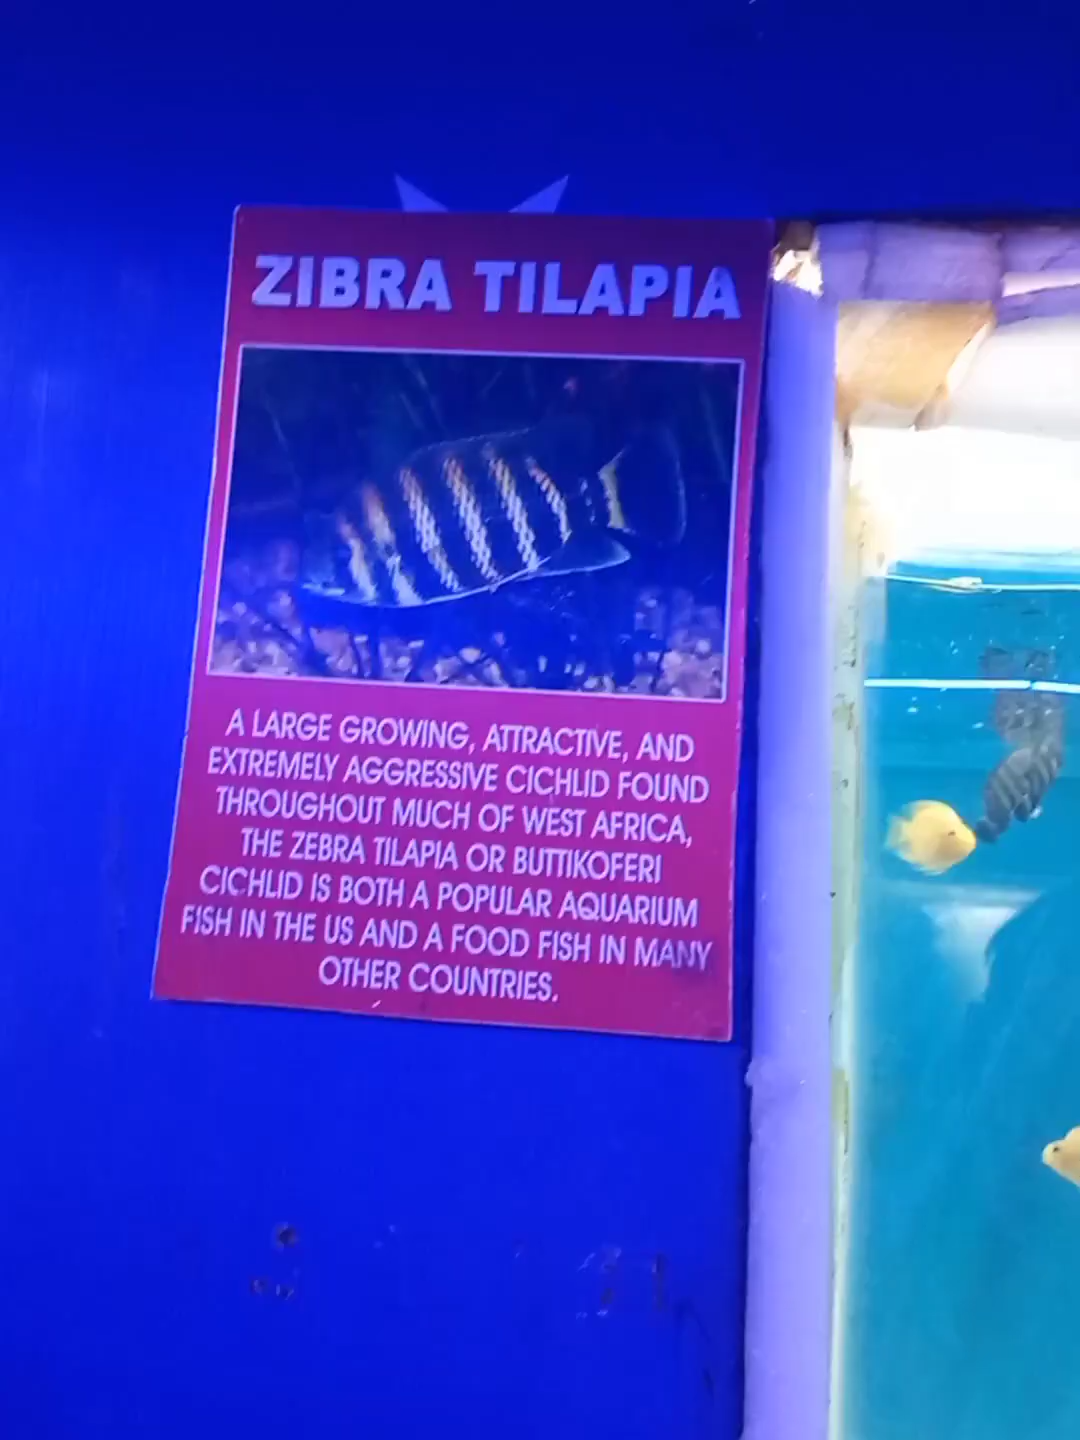 ZIBRA TILAPIA
A LARGE GROWING, ATTRACTIVE, AND
EXTREMELY AGGRESSIVE CICHLID FOUND
THROUGHOUT MUCH OF WEST AFRICA,
THE ZEBRA TILAPIA OR BUTTIKOFERI
CICHLID IS BOTH A POPULAR AQUARIUM
FISH IN THE US AND A FOOD FISH IN MANY
OTHER COUNTRIES.